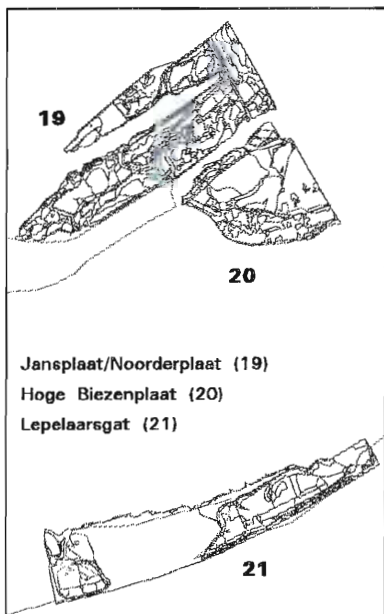 19
20
Jansplaat/Noorderplaat (19)
Hoge Biezenplaat (20)
Lepelaarsgat (21)
21